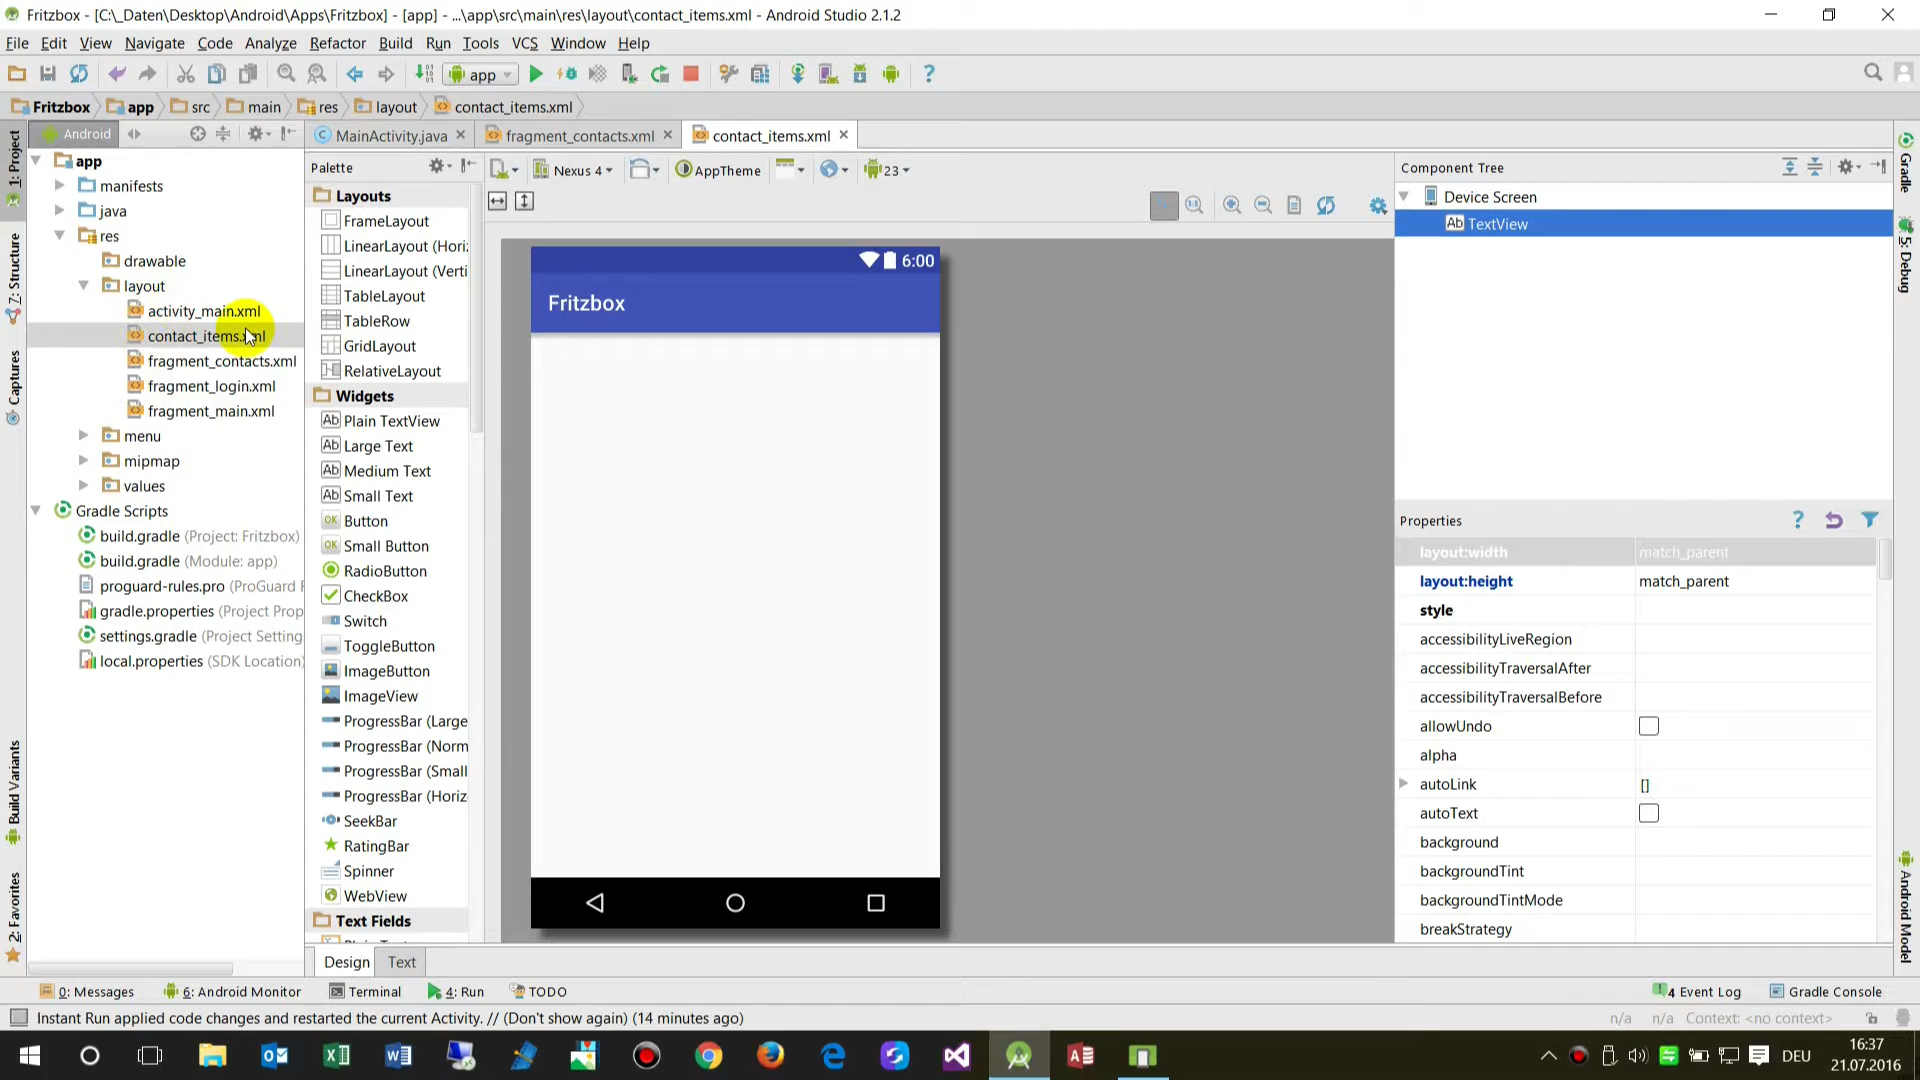 Fritzbox - [C:\_Daten\Desktop\Android\Apps\Fritzbox] - [app] - ...\app\src\main\res\layout\contact_items.xml - Android Studio 2.1.2
File Edit View Navigate Code Analyze Refactor Build Run Tools VCS Window Help
app
Fritzbox app src main res layout contact_items.xml
Android MainActivity.java fragment_contacts.xml contact_items.xml
1: Project
7: Structure
Captures
Build Variants
2: Favorites
app
manifests
java
res
drawable
layout
activity_main.xml
contact_items.xml
fragment_contacts.xml
fragment_login.xml
fragment_main.xml
menu
mipmap
values
Gradle Scripts
build.gradle (Project: Fritzbox)
build.gradle (Module: app)
proguard-rules.pro (ProGuard
gradle.properties (Project Prop
settings.gradle (Project Setting
local.properties (SDK Location)
Palette
Layouts
FrameLayout
LinearLayout (Hori
LinearLayout (Verti
TableLayout
TableRow
GridLayout
RelativeLayout
Widgets
Ab Plain TextView
Ab Large Text
Ab Medium Text
Ab Small Text
OK Button
OK Small Button
RadioButton
CheckBox
Switch
ToggleButton
ImageButton
ImageView
ProgressBar (Large
ProgressBar (Norm
ProgressBar (Small
ProgressBar (Horiz
SeekBar
RatingBar
Spinner
WebView
Text Fields
Design Text
Nexus 4 AppTheme 23
6:00
Fritzbox
Component Tree
Device Screen
Ab TextView
Properties
layout:width match_parent
layout:height match_parent
style
accessibilityLiveRegion
accessibilityTraversalAfter
accessibilityTraversalBefore
allowUndo
alpha
autoLink []
autoText
background
backgroundTint
backgroundTintMode
breakStrategy
Gradle
5: Debug
Android Model
0: Messages 6: Android Monitor Terminal 4: Run TODO 4 Event Log Gradle Console
Instant Run applied code changes and restarted the current Activity. // (Don't show again) (14 minutes ago) n/a n/a Context: <no context>
DEU
16:37
21.07.2016